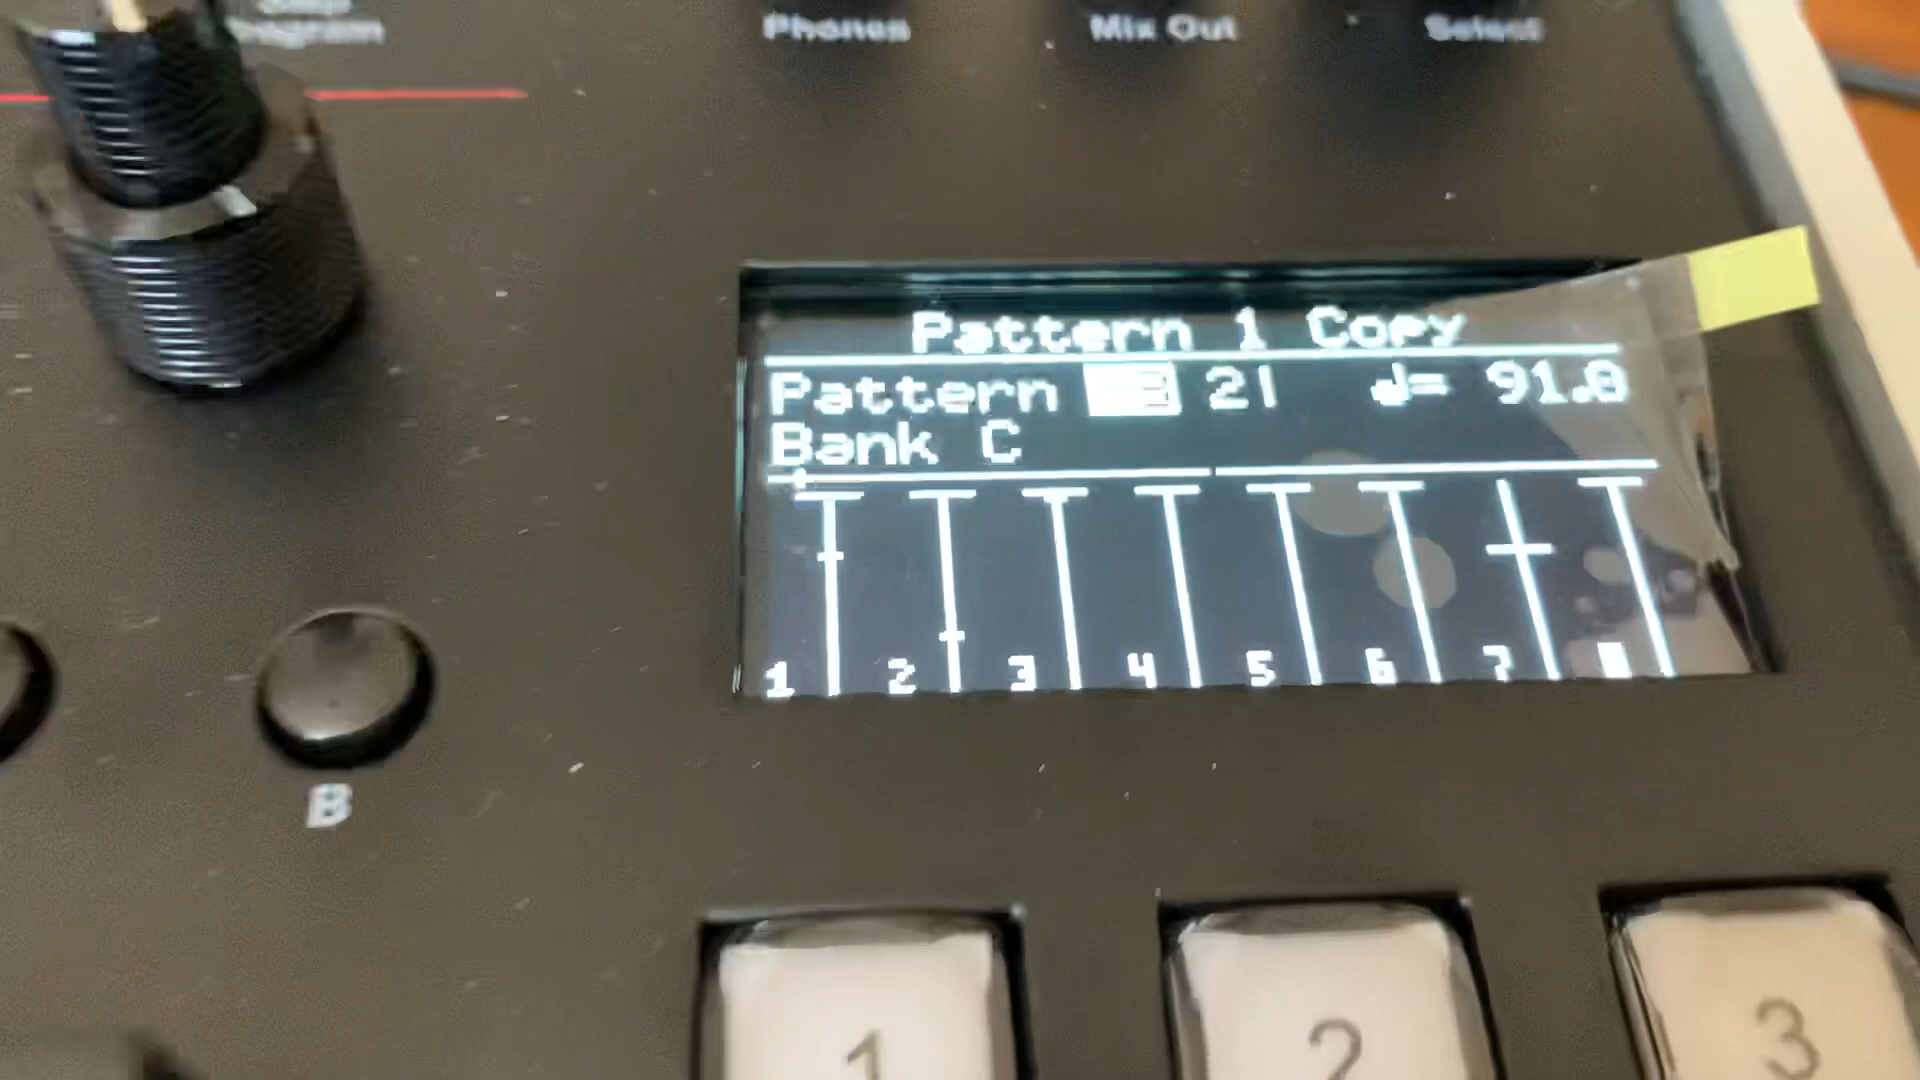 Phones Mix Out Select
Pattern 1 Copy
Pattern 2 ♩= 91.0
Bank C
1 2 3 4 5 6 7
B
1 2 3